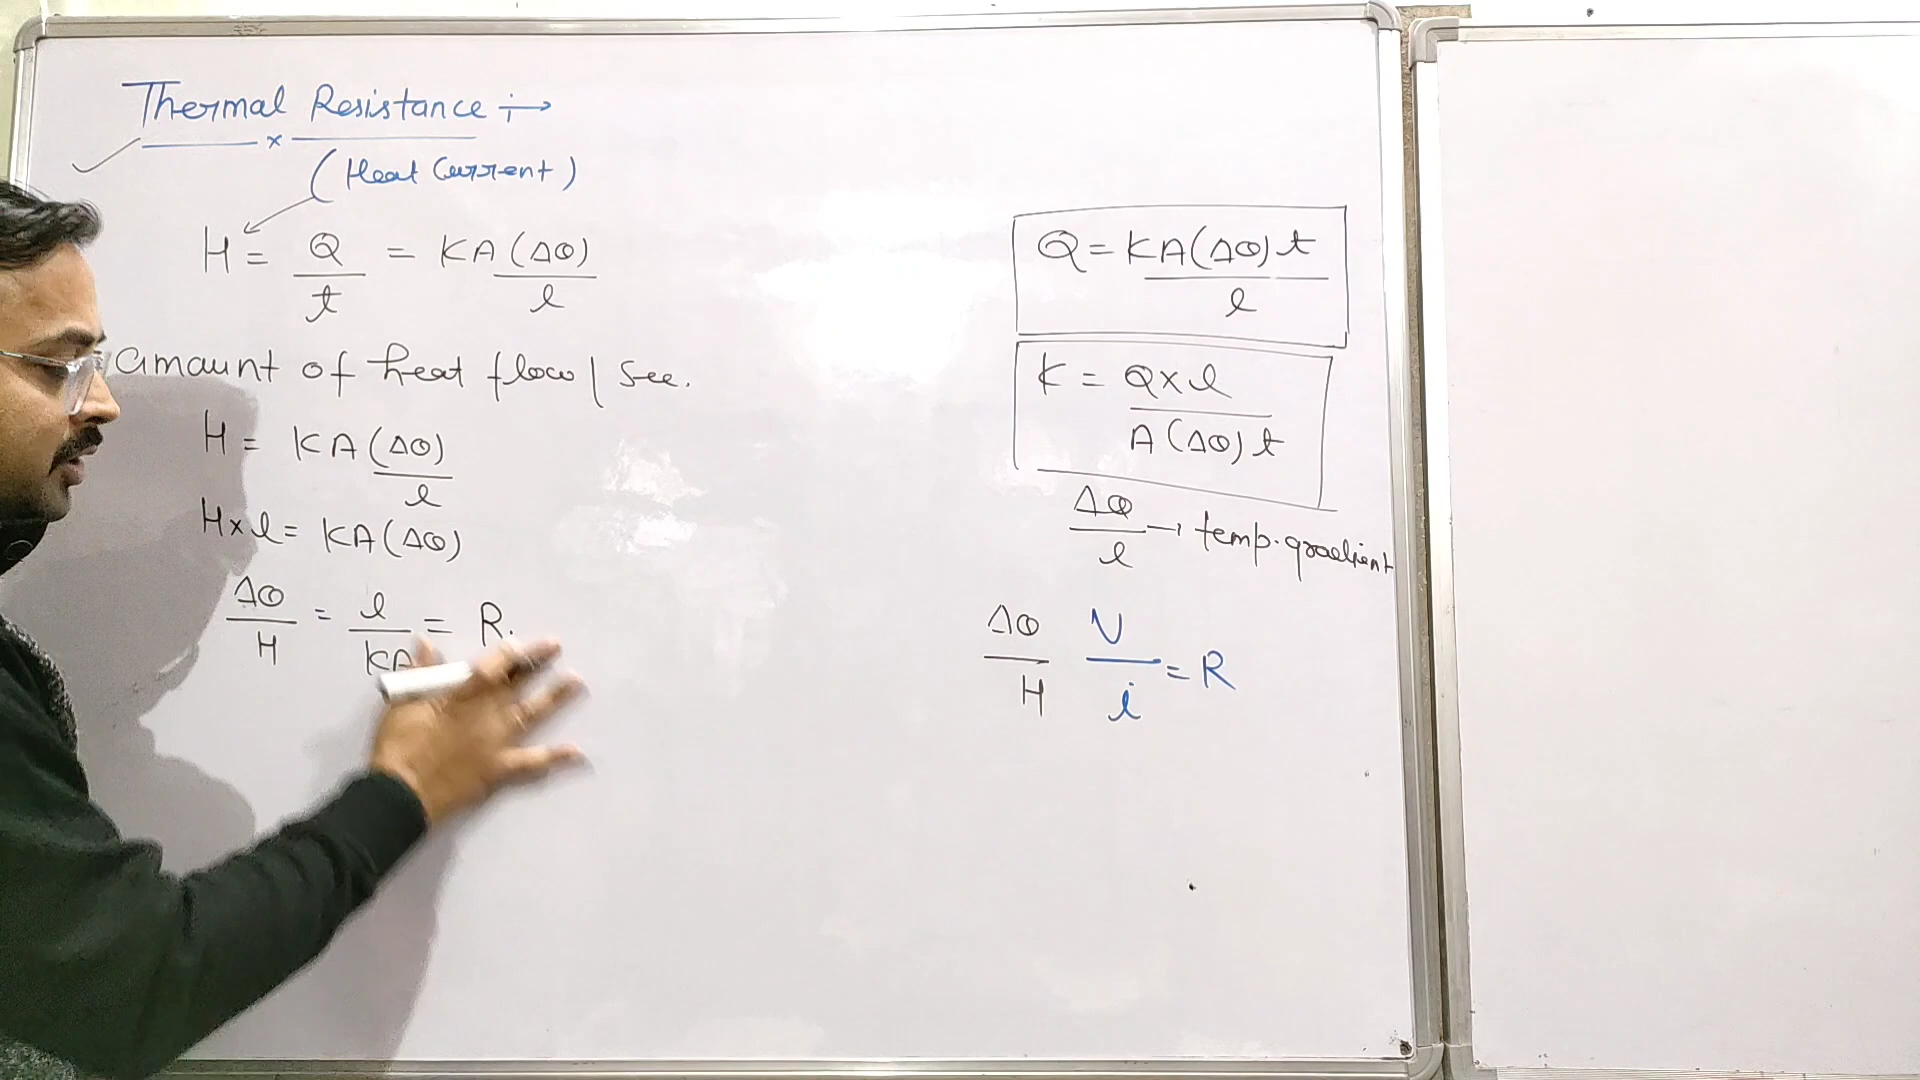 Thermal Resistance :→
(Heat Current)
H = Q/t = KA(Δθ)/l
amaunt of heat flow / sec.
H = KA(Δθ)/l
H×l = KA(Δθ)
Δθ/H = l/KA = R.
Q = KA(Δθ)t/l
K = Q×l/A(Δθ)t
Δθ/l → temp. gradient
Δθ/H V/i = R